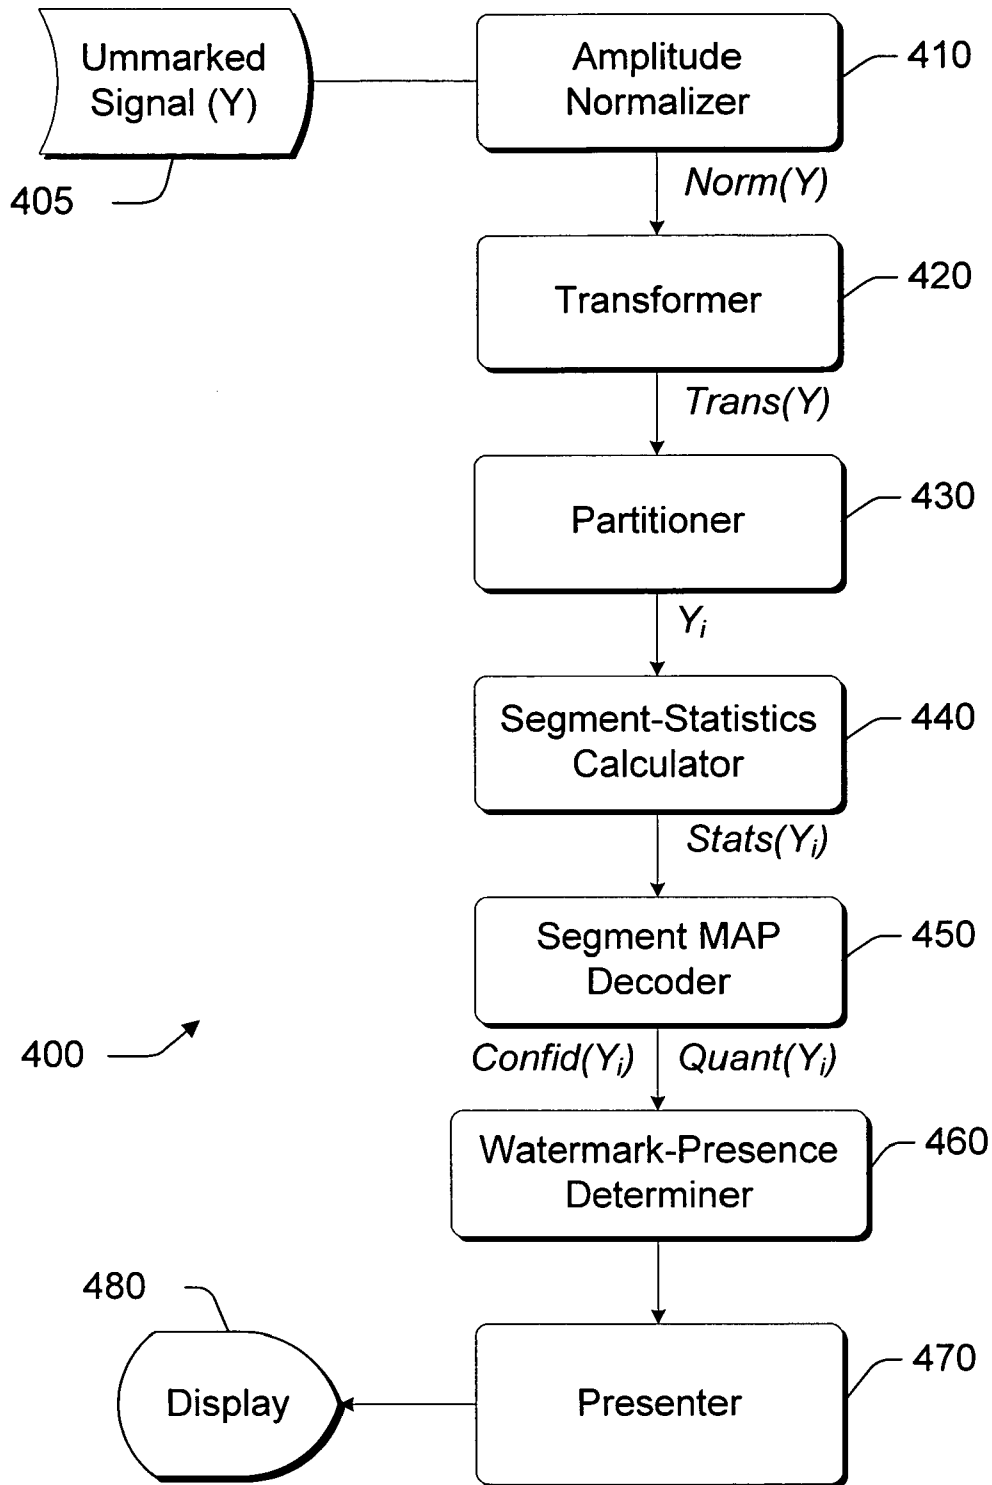 Ummarked
Signal (Y)
405
Amplitude
Normalizer
410
Norm(Y)
Transformer
420
Trans(Y)
Partitioner
430
Yi
Segment-Statistics
Calculator
440
Stats(Yi)
Segment MAP
Decoder
450
400
Confid(Yi) Quant(Yi)
Watermark-Presence
Determiner
460
480
Display
Presenter
470